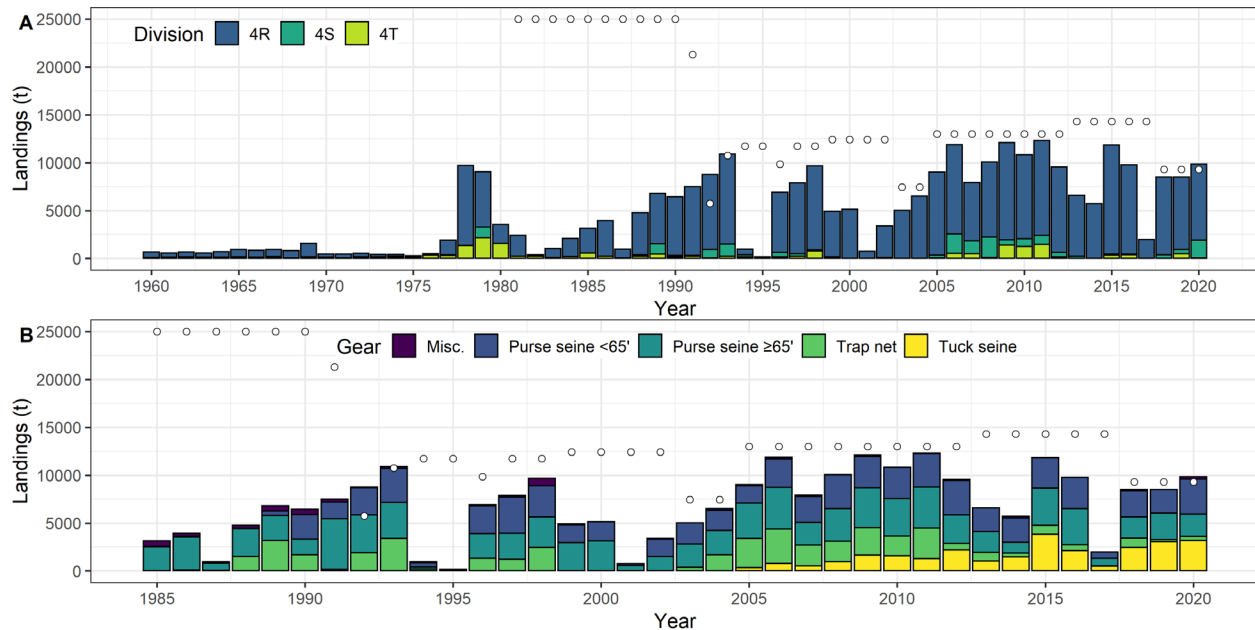 A
Division 4R 4S 4T
25000
20000
15000
10000
5000
0
Landings (t)
1960 1965 1970 1975 1980 1985 1990 1995 2000 2005 2010 2015 2020
Year
B
Gear Misc. Purse seine <65' Purse seine ≥65' Trap net Tuck seine
25000
20000
15000
10000
5000
0
Landings (t)
1985 1990 1995 2000 2005 2010 2015 2020
Year